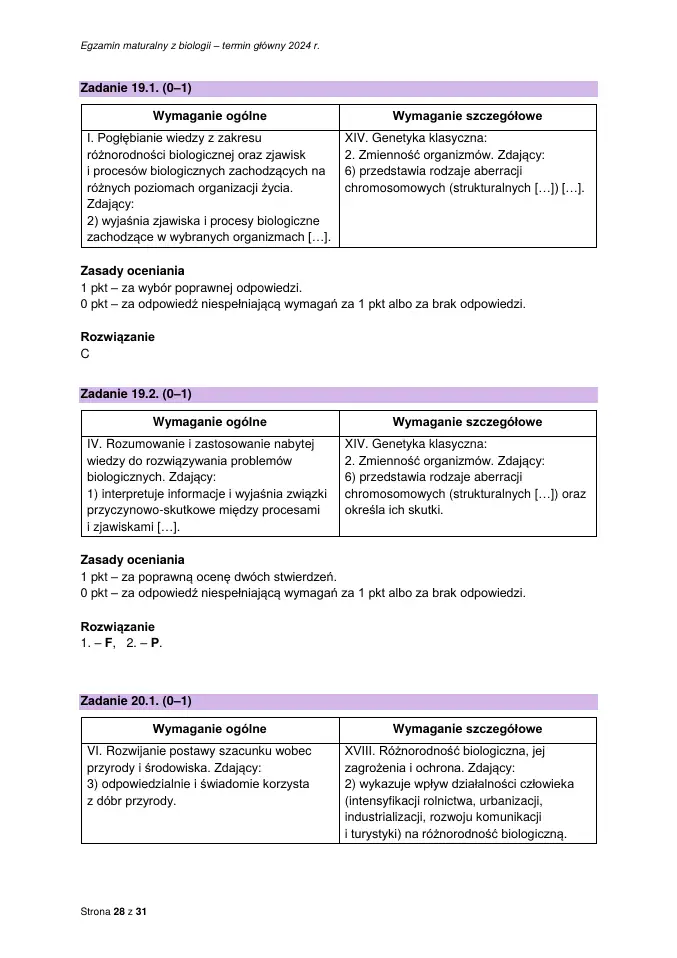 Egzamin maturalny z biologii – termin główny 2024 r.
Zadanie 19.1. (0–1)
Wymaganie ogólne
I. Pogłębianie wiedzy z zakresu
różnorodności biologicznej oraz zjawisk
i procesów biologicznych zachodzących na
różnych poziomach organizacji życia.
Zdający:
2) wyjaśnia zjawiska i procesy biologiczne
zachodzące w wybranych organizmach […].
Wymaganie szczegółowe
XIV. Genetyka klasyczna:
2. Zmienność organizmów. Zdający:
6) przedstawia rodzaje aberracji
chromosomowych (strukturalnych […]) […].
Zasady oceniania
1 pkt – za wybór poprawnej odpowiedzi.
0 pkt – za odpowiedź niespełniającą wymagań za 1 pkt albo za brak odpowiedzi.
Rozwiązanie
C
Zadanie 19.2. (0–1)
Wymaganie ogólne
IV. Rozumowanie i zastosowanie nabytej
wiedzy do rozwiązywania problemów
biologicznych. Zdający:
1) interpretuje informacje i wyjaśnia związki
przyczynowo-skutkowe między procesami
i zjawiskami […].
Wymaganie szczegółowe
XIV. Genetyka klasyczna:
2. Zmienność organizmów. Zdający:
6) przedstawia rodzaje aberracji
chromosomowych (strukturalnych […]) oraz
określa ich skutki.
Zasady oceniania
1 pkt – za poprawną ocenę dwóch stwierdzeń.
0 pkt – za odpowiedź niespełniającą wymagań za 1 pkt albo za brak odpowiedzi.
Rozwiązanie
1. – F, 2. – P.
Zadanie 20.1. (0–1)
Wymaganie ogólne
VI. Rozwijanie postawy szacunku wobec
przyrody i środowiska. Zdający:
3) odpowiedzialnie i świadomie korzysta
z dóbr przyrody.
Wymaganie szczegółowe
XVIII. Różnorodność biologiczna, jej
zagrożenia i ochrona. Zdający:
2) wykazuje wpływ działalności człowieka
(intensyfikacji rolnictwa, urbanizacji,
industrializacji, rozwoju komunikacji
i turystyki) na różnorodność biologiczną.
Strona 28 z 31